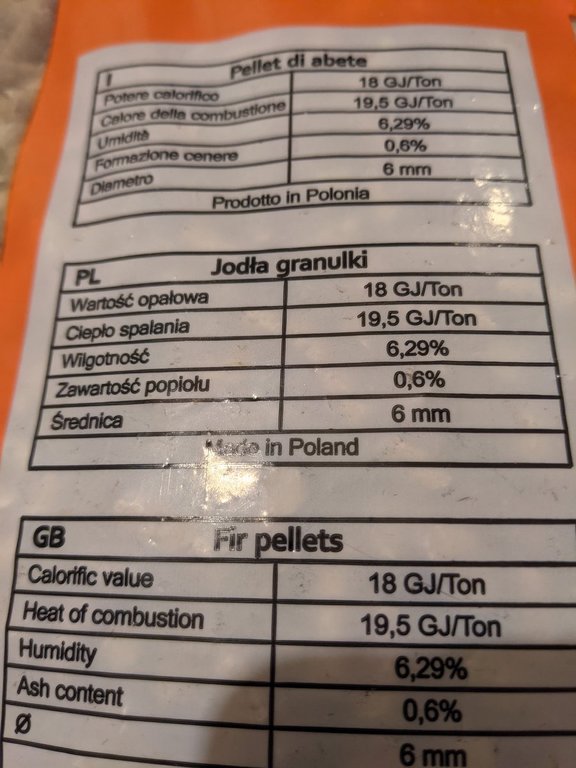 I Pellet di abete
Potere calorifico 18 GJ/Ton
Calore della combustione 19,5 GJ/Ton
Umidità 6,29%
Formazione cenere 0,6%
Diametro 6 mm
Prodotto in Polonia
PL Jodła granulki
Wartość opałowa 18 GJ/Ton
Ciepło spalania 19,5 GJ/Ton
Wilgotność 6,29%
Zawartość popiołu 0,6%
Średnica 6 mm
Made in Poland
GB Fir pellets
Calorific value 18 GJ/Ton
Heat of combustion 19,5 GJ/Ton
Humidity 6,29%
Ash content 0,6%
Ø 6 mm